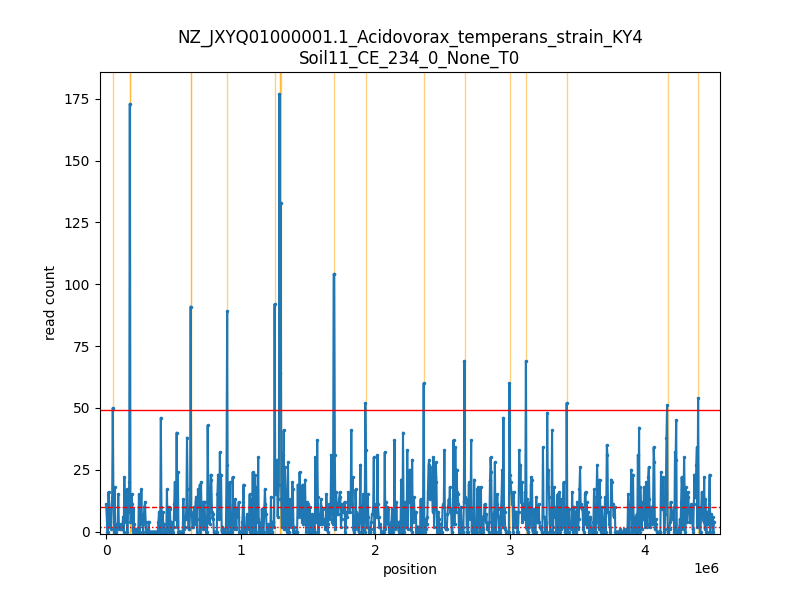 NZ_JXYQ01000001.1_Acidovorax_temperans_strain_KY4
Soil11_CE_234_0_None_T0
read count
175
150
125
100
75
50
25
0
0
1
2
3
4
1e6
position